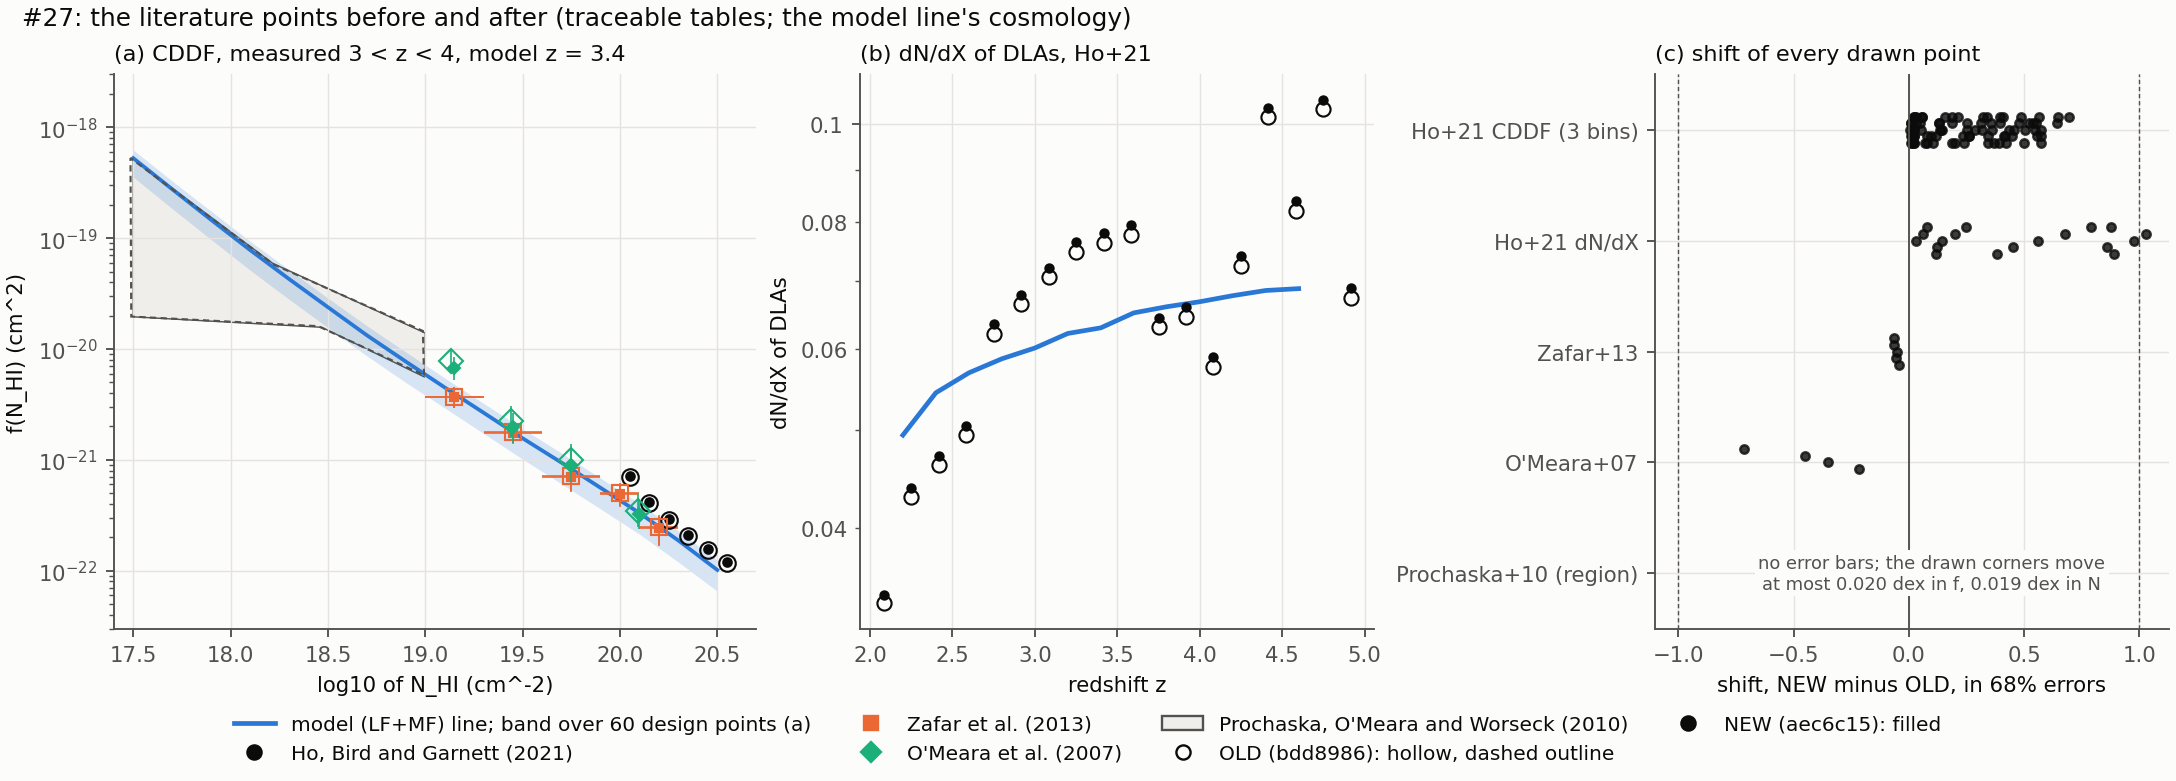 #27: the literature points before and after (traceable tables; the model line's cosmology)
(a) CDDF, measured 3 < z < 4, model z = 3.4
f(N_HI) (cm^2)
10⁻¹⁸
10⁻¹⁹
10⁻²⁰
10⁻²¹
10⁻²²
17.5 18.0 18.5 19.0 19.5 20.0 20.5
log10 of N_HI (cm^-2)
(b) dN/dX of DLAs, Ho+21
dN/dX of DLAs
0.1
0.08
0.06
0.04
2.0 2.5 3.0 3.5 4.0 4.5 5.0
redshift z
(c) shift of every drawn point
Ho+21 CDDF (3 bins)
Ho+21 dN/dX
Zafar+13
O'Meara+07
Prochaska+10 (region)
no error bars; the drawn corners move
at most 0.020 dex in f, 0.019 dex in N
−1.0 −0.5 0.0 0.5 1.0
shift, NEW minus OLD, in 68% errors
model (LF+MF) line; band over 60 design points (a)
Ho, Bird and Garnett (2021)
Zafar et al. (2013)
O'Meara et al. (2007)
Prochaska, O'Meara and Worseck (2010)
OLD (bdd8986): hollow, dashed outline
NEW (aec6c15): filled